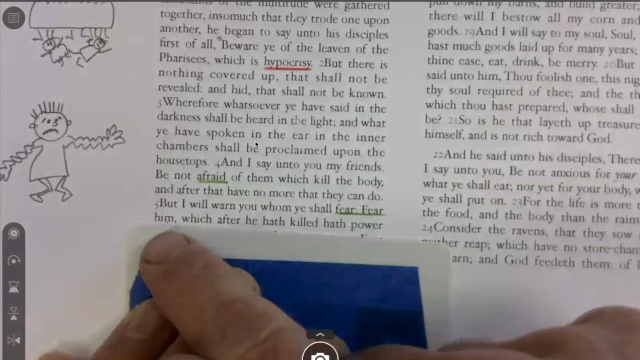 of the multitude were gathered
together, insomuch that they trode one upon
another, he began to say unto his disciples
first of all, Beware ye of the leaven of the
Pharisees, which is hypocrisy. 2But there is
nothing covered up, that shall not be
revealed: and hid, that shall not be known.
3Wherefore whatsoever ye have said in the
darkness shall be heard in the light; and what
ye have spoken in the ear in the inner
chambers shall be proclaimed upon the
housetops. 4And I say unto you my friends,
Be not afraid of them which kill the body,
and after that have no more that they can do.
5But I will warn you whom ye shall fear: Fear
him, which after he hath killed hath power
pull down my barns, and build greater
there will I bestow all my corn and
goods. 19And I will say to my soul, Soul,
hast much goods laid up for many years;
thine ease, eat, drink, be merry. 20But
said unto him, Thou foolish one, this nig
thy soul required of thee; and the th
which thou hast prepared, whose shall
be? 21So is he that layeth up treasure
himself, and is not rich toward God.
22And he said unto his disciples, There
I say unto you, Be not anxious for your
what ye shall eat; nor yet for your body, w
ye shall put on. 23For the life is more t
the food, and the body than the raim
24Consider the ravens, that they sow
neither reap; which have no store-cham
arn; and God feedeth them: of